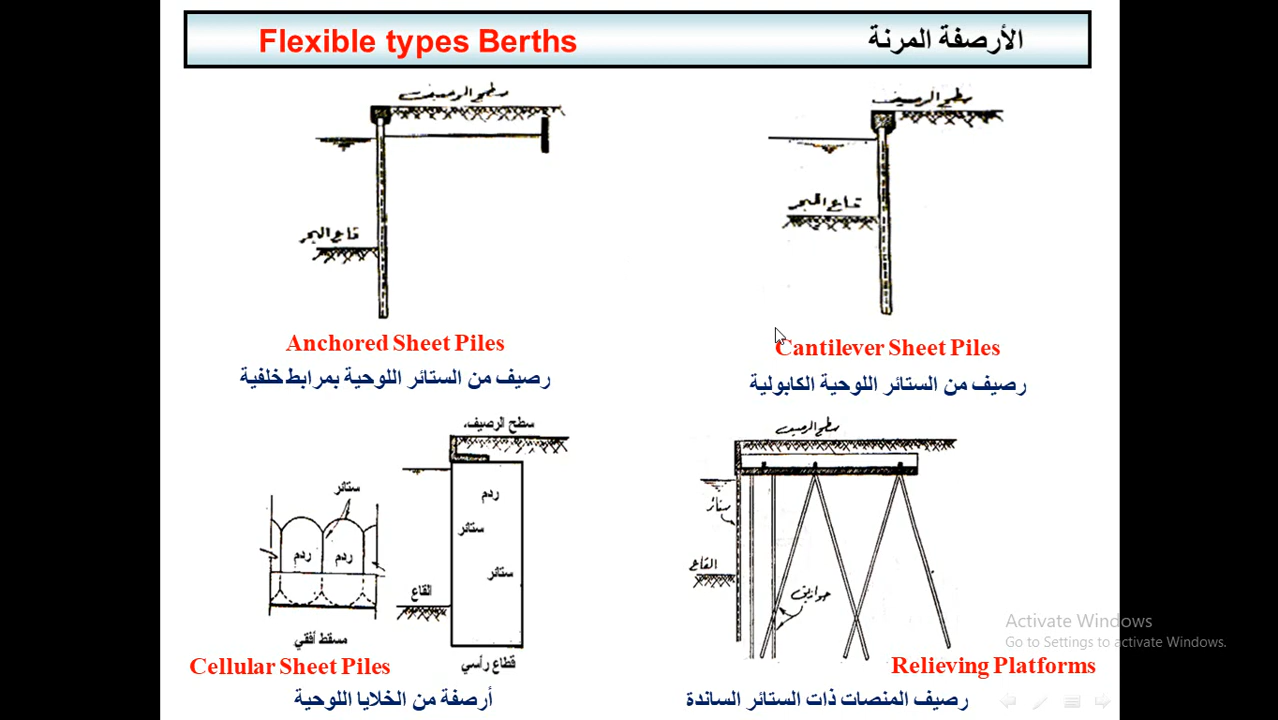 Flexible types Berths
الأرصفة المرنة
سطح الرصيف
قاع البحر
Anchored Sheet Piles
رصيف من الستائر اللوحية بمرابط خلفية
سطح الرصيف
قاع البحر
Cantilever Sheet Piles
رصيف من الستائر اللوحية الكابولية
سطح الرصيف
ستائر
ردم
ردم
ردم
ستائر
ستائر
القاع
مسقط أفقي
قطاع رأسي
Cellular Sheet Piles
أرصفة من الخلايا اللوحية
سطح الرصيف
ستائر
القاع
خوازيق
Relieving Platforms
رصيف المنصات ذات الستائر الساندة
Activate Windows
Go to Settings to activate Windows.